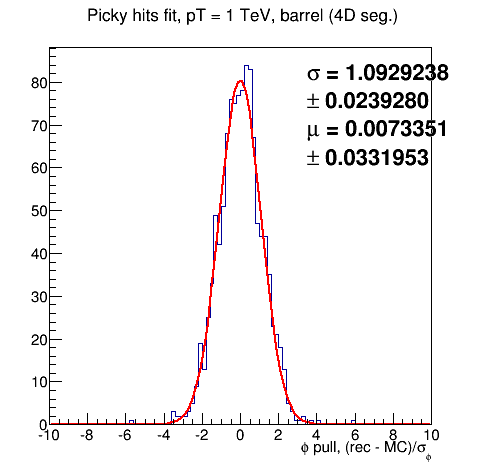 Picky hits fit, pT = 1 TeV, barrel (4D seg.)
σ = 1.0929238
± 0.0239280
μ = 0.0073351
± 0.0331953
80
70
60
50
40
30
20
10
0
-10 -8 -6 -4 -2 0 2 4 6 8 10
ϕ pull, (rec - MC)/σϕ